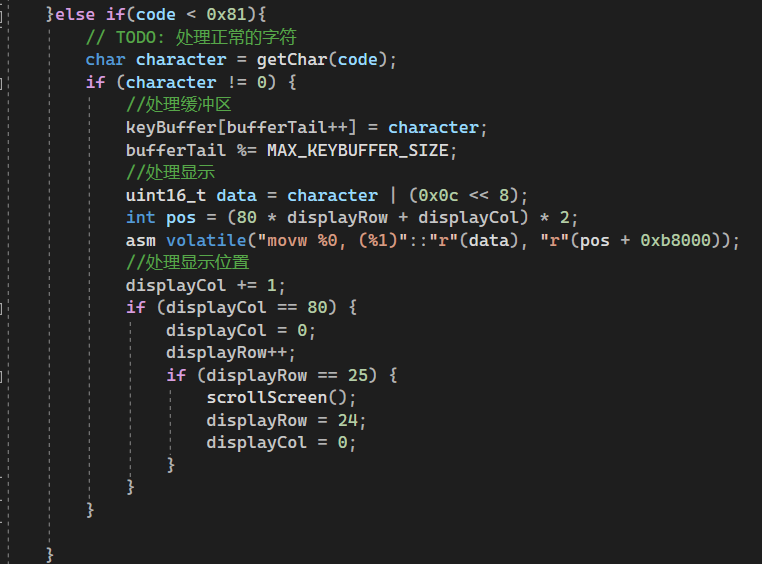 }else if(code < 0x81){
// TODO: 处理正常的字符
char character = getChar(code);
if (character != 0) {
//处理缓冲区
keyBuffer[bufferTail++] = character;
bufferTail %= MAX_KEYBUFFER_SIZE;
//处理显示
uint16_t data = character | (0x0c << 8);
int pos = (80 * displayRow + displayCol) * 2;
asm volatile("movw %0, (%1)"::"r"(data), "r"(pos + 0xb8000));
//处理显示位置
displayCol += 1;
if (displayCol == 80) {
displayCol = 0;
displayRow++;
if (displayRow == 25) {
scrollScreen();
displayRow = 24;
displayCol = 0;
}
}
}
}